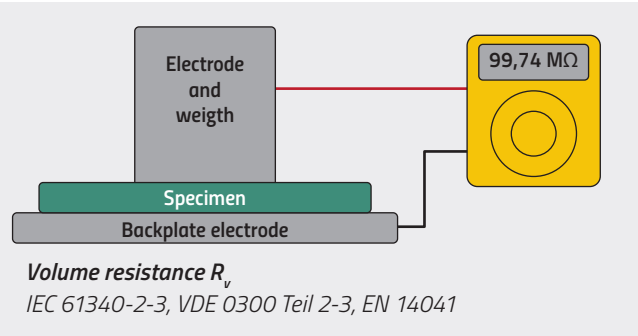 Electrode
and
weigth
99,74 MΩ
Specimen
Backplate electrode
Volume resistance Rv
IEC 61340-2-3, VDE 0300 Teil 2-3, EN 14041